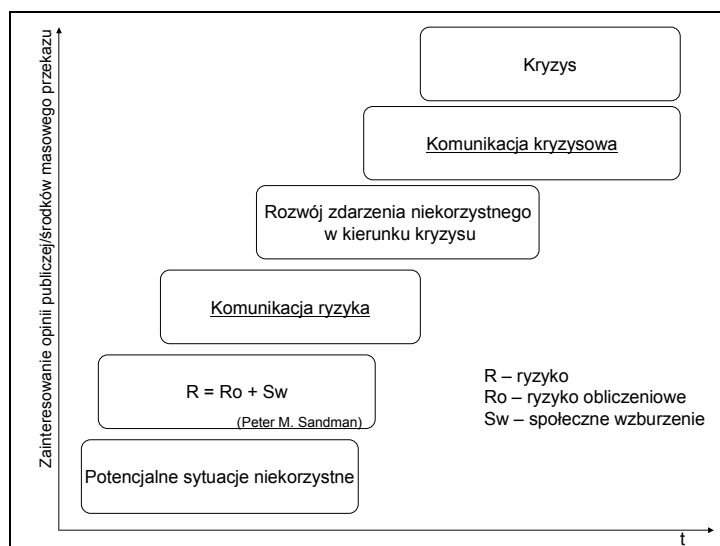 Zainteresowanie opinii publiczej/środków masowego przekazu
Kryzys
Komunikacja kryzysowa
Rozwój zdarzenia niekorzystnego
w kierunku kryzysu
Komunikacja ryzyka
R = Ro + Sw
(Peter M. Sandman)
Potencjalne sytuacje niekorzystne
R – ryzyko
Ro – ryzyko obliczeniowe
Sw – społeczne wzburzenie
t